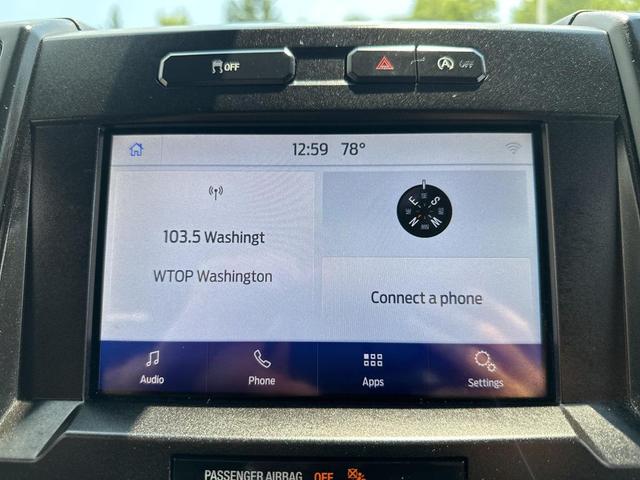 OFF
A OFF
12:59 78°
103.5 Washingt
WTOP Washington
E S
N W
Connect a phone
Audio Phone Apps Settings
PASSENGER AIRBAG OFF